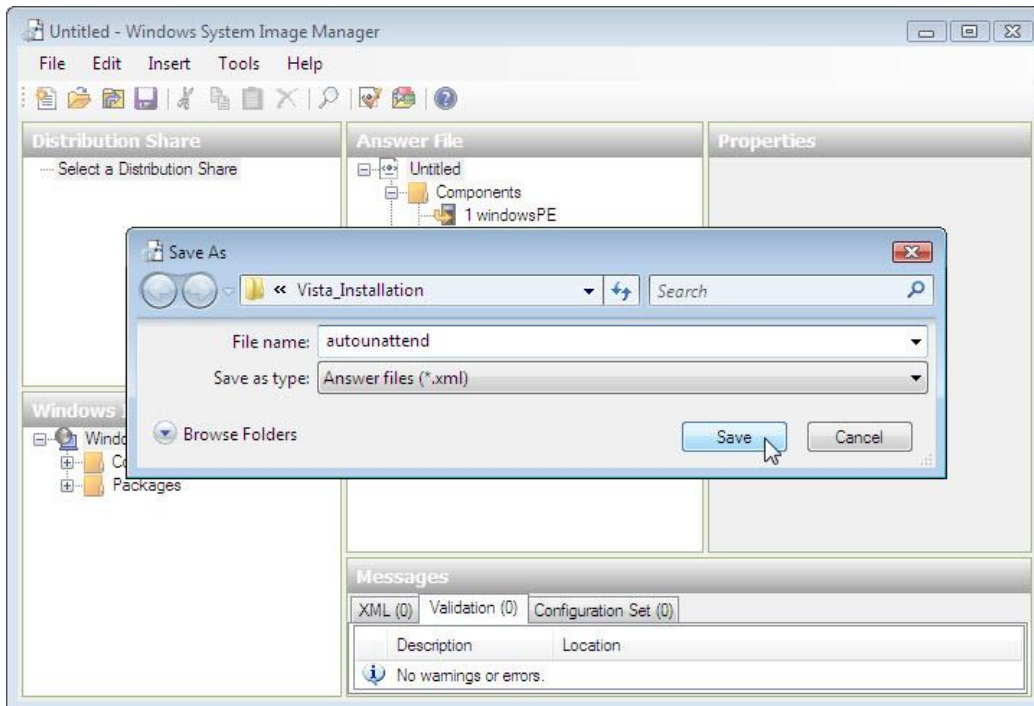 Untitled - Windows System Image Manager
File Edit Insert Tools Help
Distribution Share
Select a Distribution Share
Answer File
Untitled
Components
1 windowsPE
Properties
Save As
« Vista_Installation
Search
File name: autounattend
Save as type: Answer files (*.xml)
Browse Folders
Save
Cancel
Windows
Packages
Messages
XML (0) Validation (0) Configuration Set (0)
Description Location
No warnings or errors.